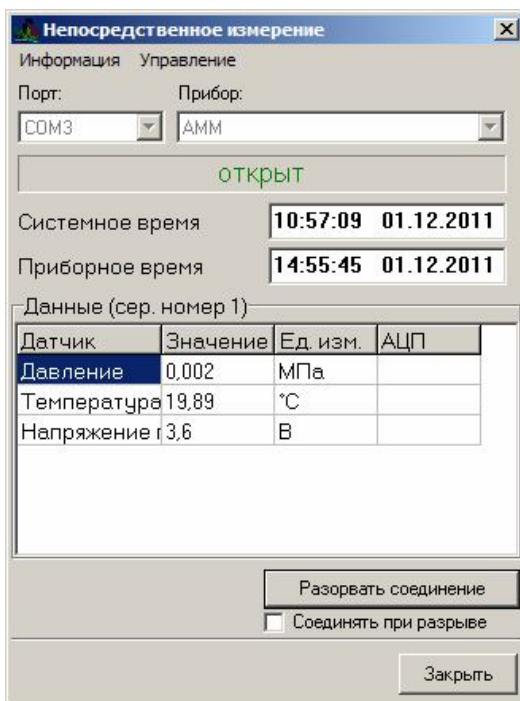 Непосредственное измерение
Информация Управление
Порт: Прибор:
COM3 АММ
открыт
Системное время 10:57:09 01.12.2011
Приборное время 14:55:45 01.12.2011
Данные (сер. номер 1)
Датчик Значение Ед. изм. АЦП
Давление 0,002 МПа
Температура 19,89 °С
Напряжение г 3,6 В
Разорвать соединение
Соединять при разрыве
Закрыть